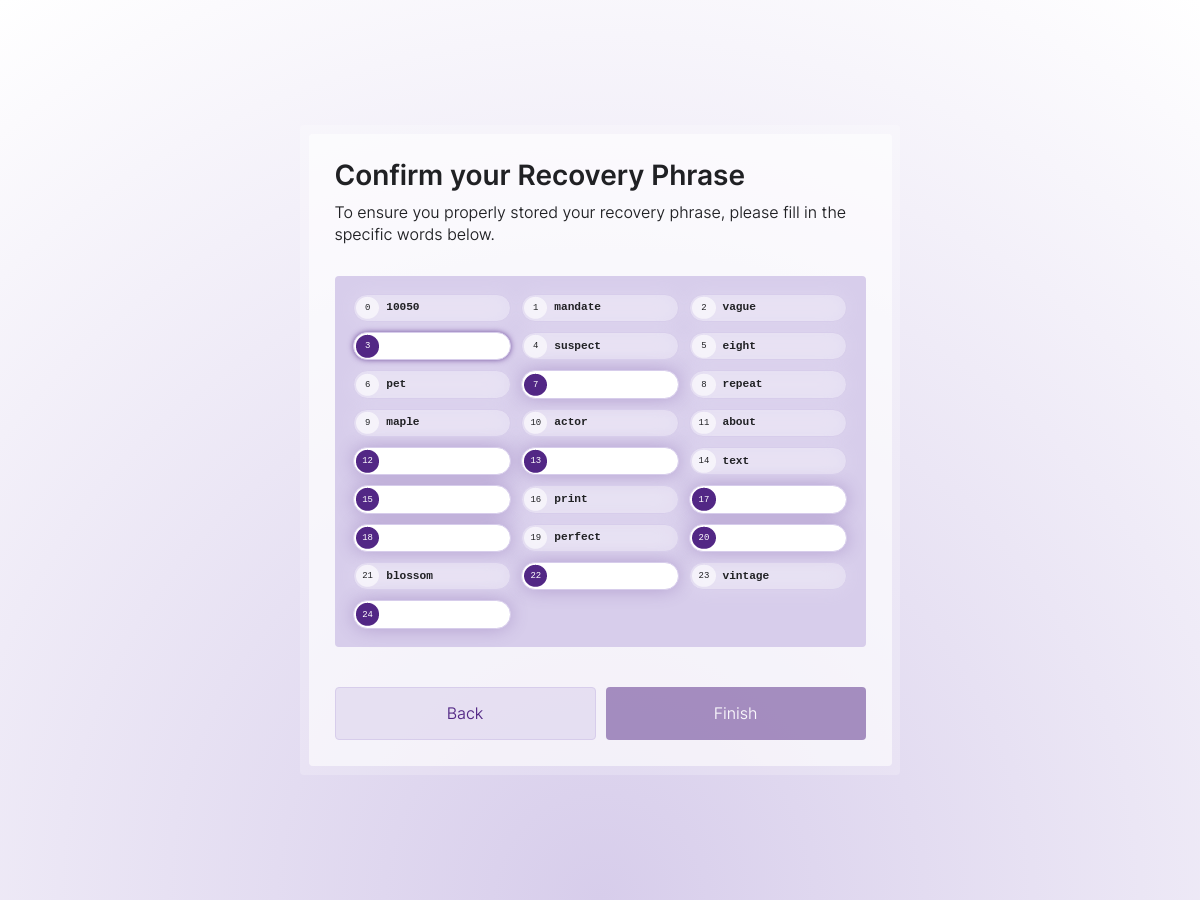 Confirm your Recovery Phrase
To ensure you properly stored your recovery phrase, please fill in the
specific words below.
0 10050 1 mandate 2 vague
3 4 suspect 5 eight
6 pet 7 8 repeat
9 maple 10 actor 11 about
12 13 14 text
15 16 print 17
18 19 perfect 20
21 blossom 22 23 vintage
24
Back Finish